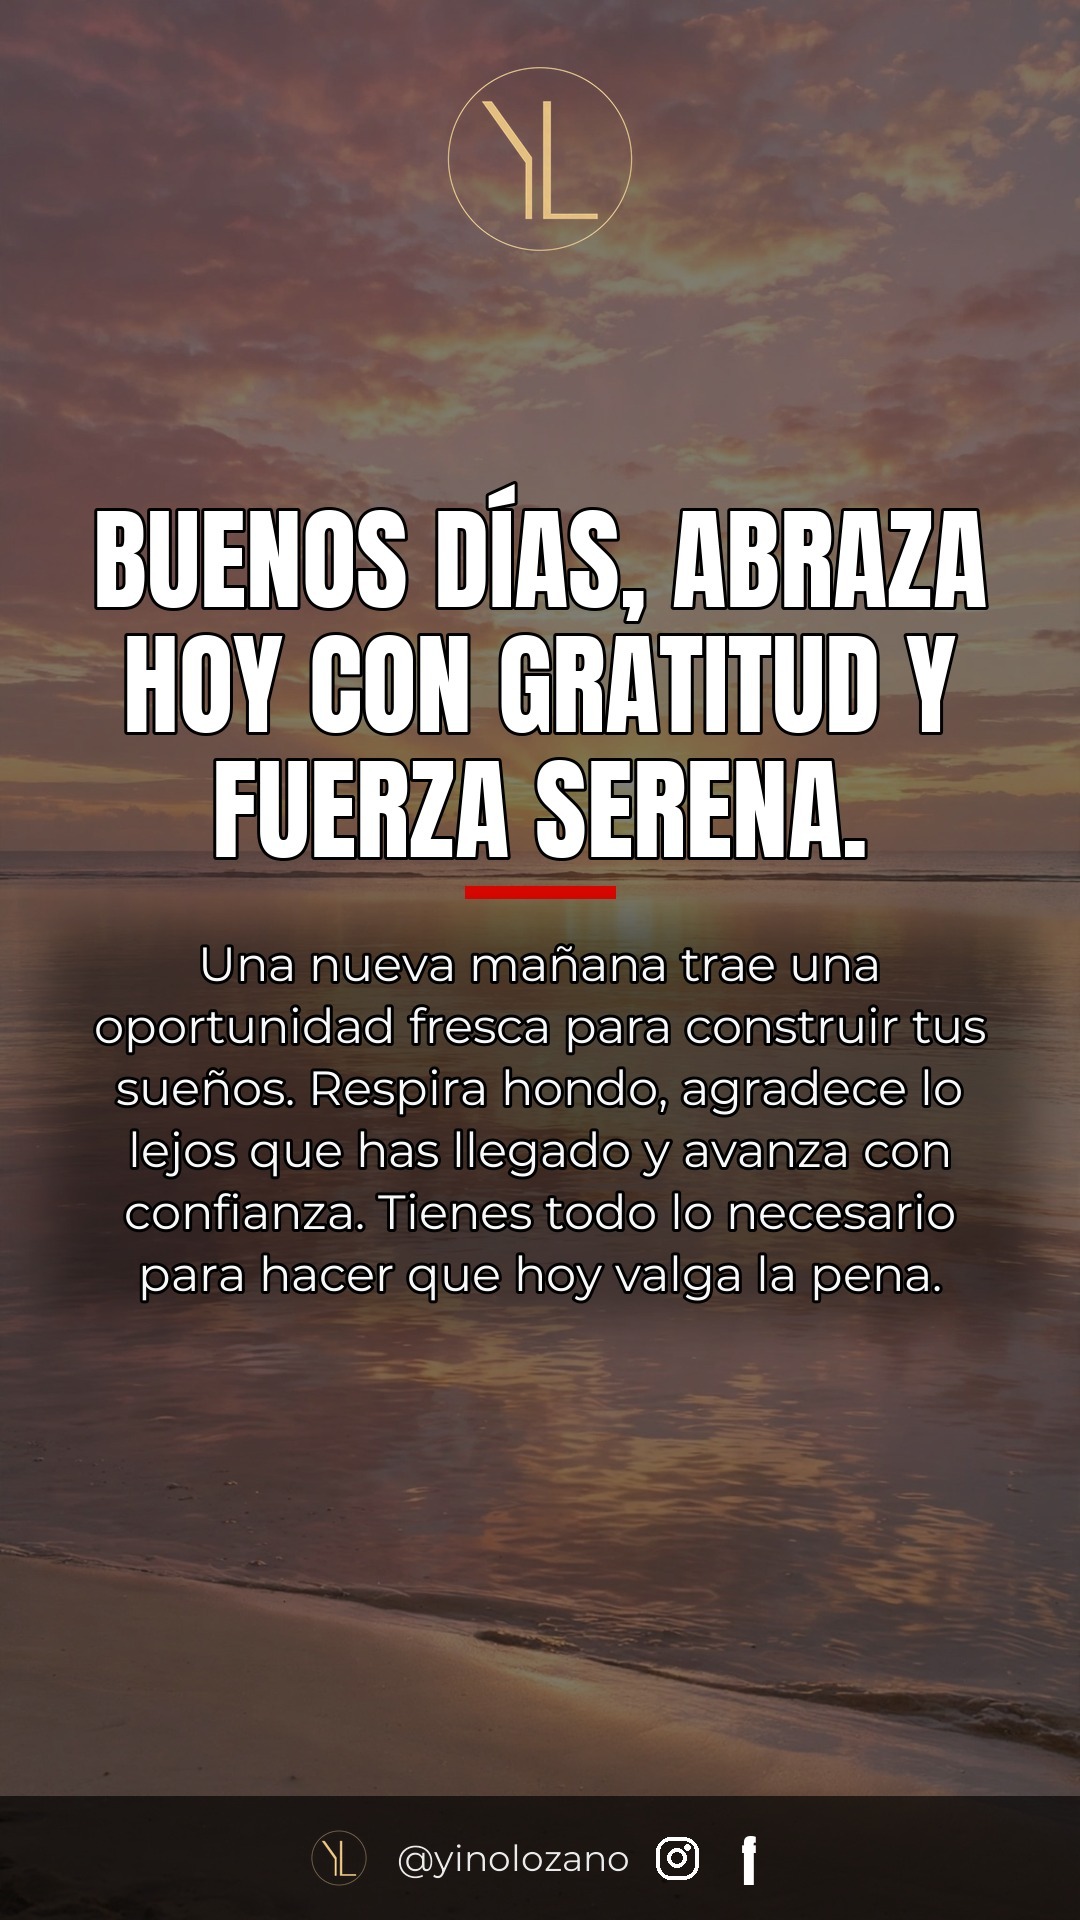 YL
BUENOS DÍAS, ABRAZA
HOY CON GRATITUD Y
FUERZA SERENA.
Una nueva mañana trae una
oportunidad fresca para construir tus
sueños. Respira hondo, agradece lo
lejos que has llegado y avanza con
confianza. Tienes todo lo necesario
para hacer que hoy valga la pena.
YL @yinolozano